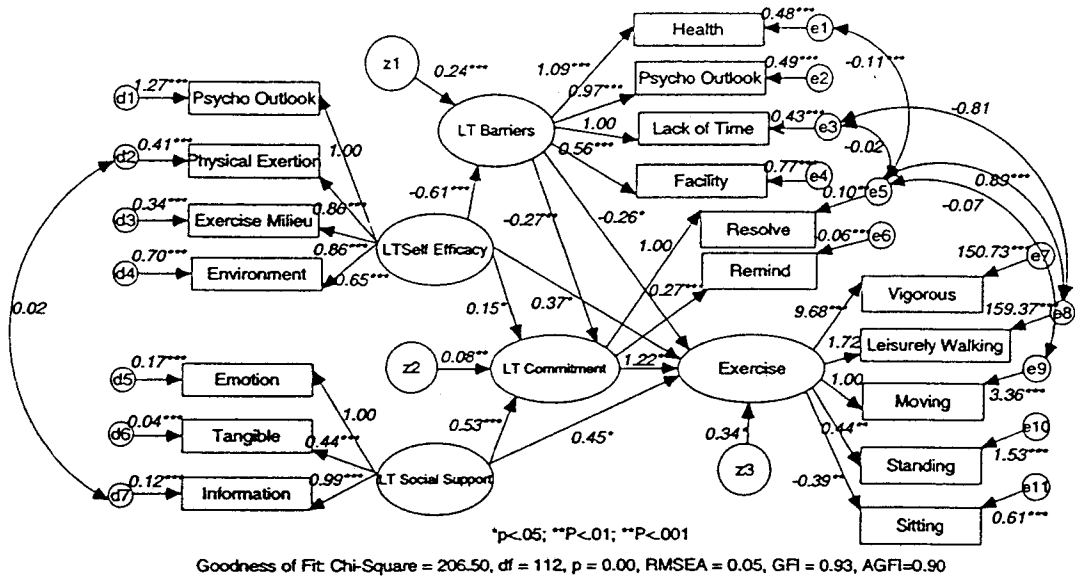 0.48***
Health
e1
z1
0.24***
1.09***
-0.11***
0.49***
Psycho Outlook
e2
0.97***
1.27***
d1
Psycho Outlook
LT Barriers
1.00
0.43***
Lack of Time
e3
-0.81
-0.02
0.41***
d2
Physical Exertion
1.00
0.56***
0.77***
Facility
e4
0.89***
0.10**
e5
-0.61***
-0.07
0.34***
d3
Exercise Milieu
0.86***
-0.27**
-0.26*
Resolve
0.06***
e6
LTSelf Efficacy
1.00
0.70***
d4
Environment
0.86***
0.65***
Remind
150.73***
e7
0.27***
Vigorous
0.02
0.15*
0.37*
9.68***
159.37***
e8
1.72
Leisurely Walking
z2
0.08**
LT Commitment
1.22**
Exercise
e9
0.17***
d5
Emotion
1.00
Moving
3.36***
1.00
0.53***
0.45*
0.44**
e10
0.04***
d6
Tangible
0.44***
0.34*
1.53***
z3
Standing
0.12***
d7
Information
0.99***
LT Social Support
-0.39**
e11
0.61***
Sitting
*p<.05; **P<.01; **P<.001
Goodness of Fit: Chi-Square = 206.50, df = 112, p = 0.00, RMSEA = 0.05, GFI = 0.93, AGFI=0.90